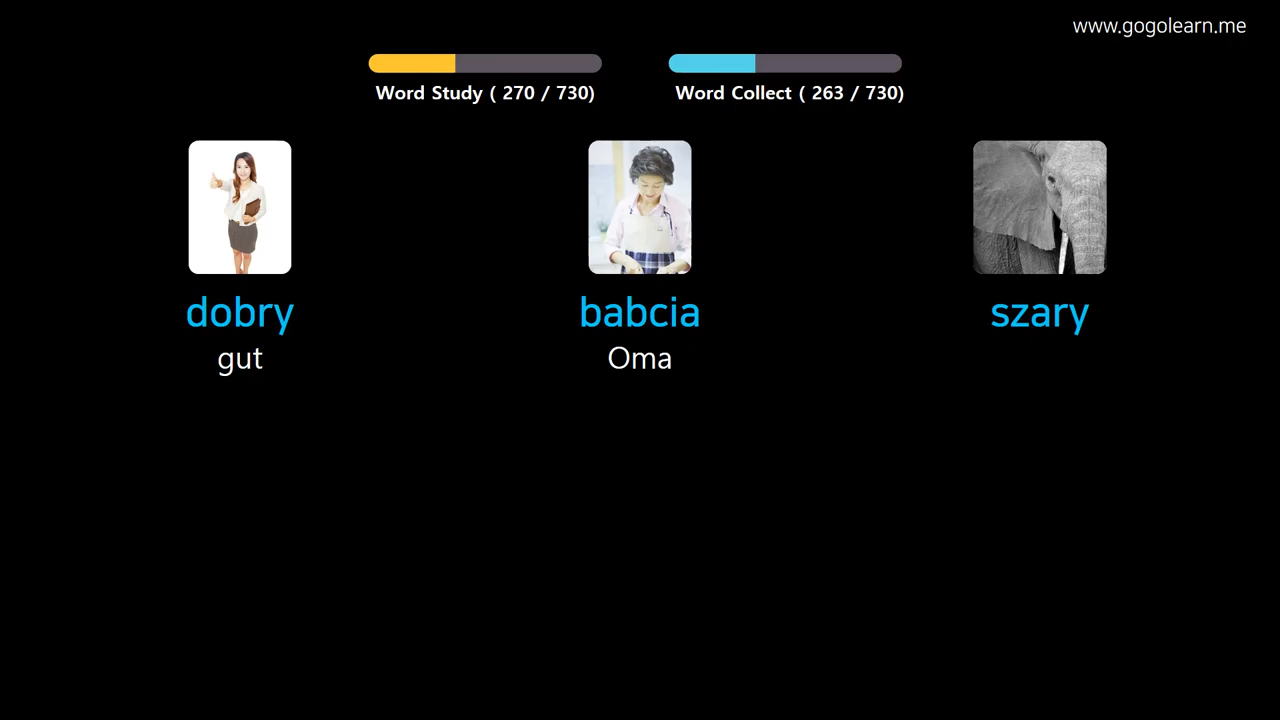 www.gogolearn.me
Word Study ( 270 / 730)
Word Collect ( 263 / 730)
dobry
gut
babcia
Oma
szary